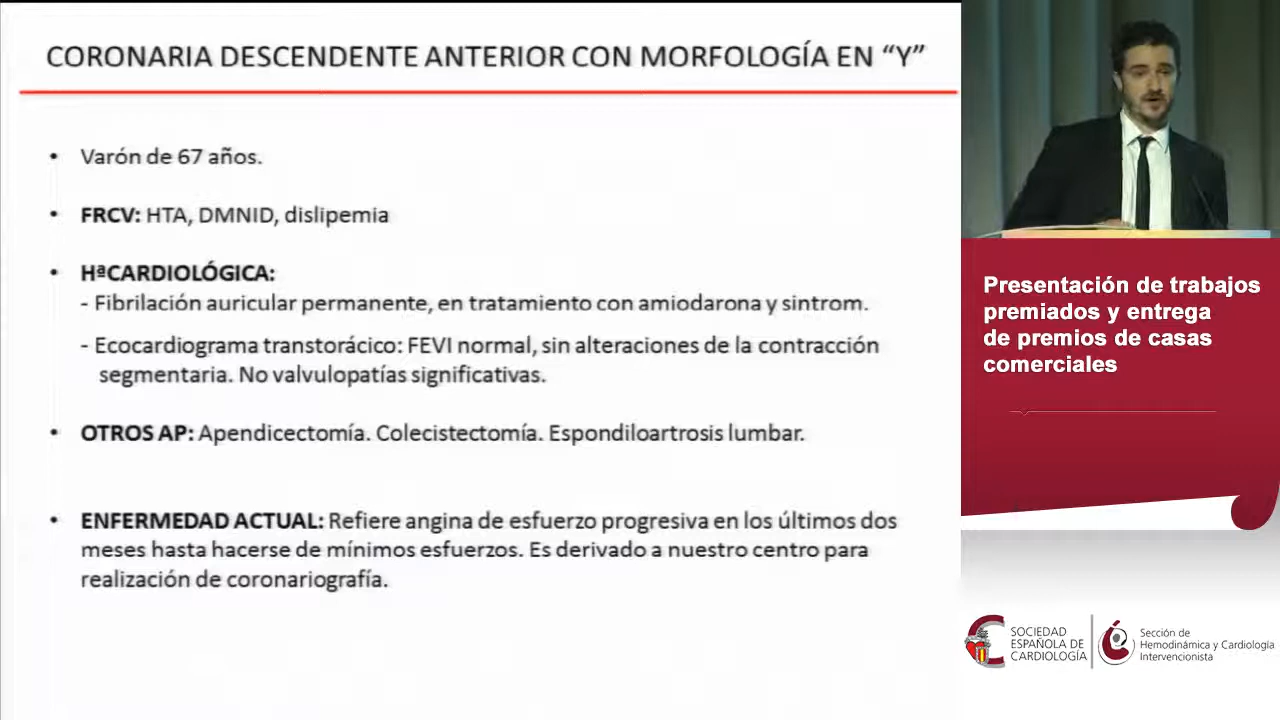 CORONARIA DESCENDENTE ANTERIOR CON MORFOLOGÍA EN “Y”
• Varón de 67 años.
• FRCV: HTA, DMNID, dislipemia
• HªCARDIOLÓGICA:
- Fibrilación auricular permanente, en tratamiento con amiodarona y sintrom.
- Ecocardiograma transtorácico: FEVI normal, sin alteraciones de la contracción
segmentaria. No valvulopatías significativas.
• OTROS AP: Apendicectomía. Colecistectomía. Espondiloartrosis lumbar.
• ENFERMEDAD ACTUAL: Refiere angina de esfuerzo progresiva en los últimos dos
meses hasta hacerse de mínimos esfuerzos. Es derivado a nuestro centro para
realización de coronariografía.
Presentación de trabajos
premiados y entrega
de premios de casas
comerciales
SOCIEDAD
ESPAÑOLA DE
CARDIOLOGÍA
Sección de
Hemodinámica y Cardiología
Intervencionista